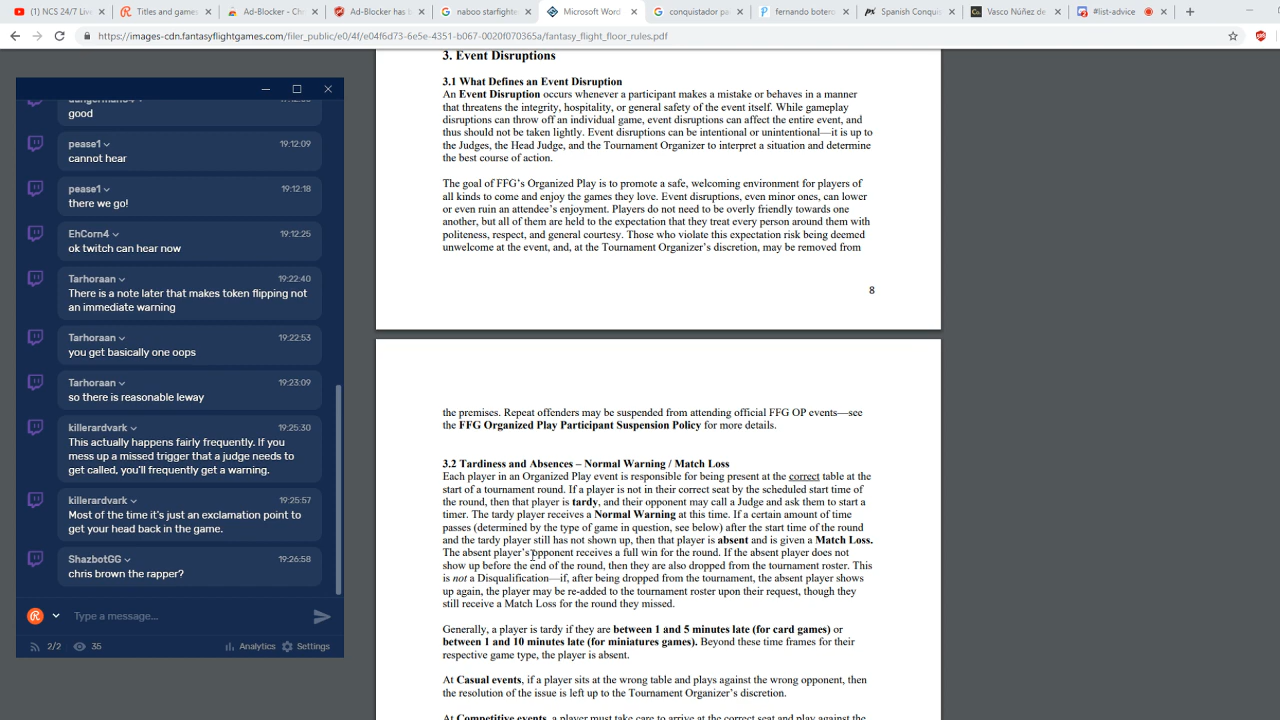 (1) NCS 24/7 Live
Titles and games
Ad-Blocker - Chr
Ad-Blocker has b
naboo starfighte
Microsoft Word
conquistador pa
fernando botero
Spanish Conquis
Vasco Núñez de
#list-advice
https://images-cdn.fantasyflightgames.com/filer_public/e0/4f/e04f6d73-6e5e-4351-b067-0020f070365a/fantasy_flight_floor_rules.pdf
good
pease1 19:12:09
cannot hear
pease1 19:12:18
there we go!
EhCorn4 19:12:25
ok twitch can hear now
Tarhoraan 19:22:40
There is a note later that makes token flipping not
an immediate warning
Tarhoraan 19:22:53
you get basically one oops
Tarhoraan 19:23:09
so there is reasonable leway
killerardvark 19:25:30
This actually happens fairly frequently. If you
mess up a missed trigger that a judge needs to
get called, you'll frequently get a warning.
killerardvark 19:25:57
Most of the time it's just an exclamation point to
get your head back in the game.
ShazbotGG 19:26:58
chris brown the rapper?
Type a message...
2/2 35 Analytics Settings
3. Event Disruptions
3.1 What Defines an Event Disruption
An Event Disruption occurs whenever a participant makes a mistake or behaves in a manner
that threatens the integrity, hospitality, or general safety of the event itself. While gameplay
disruptions can throw off an individual game, event disruptions can affect the entire event, and
thus should not be taken lightly. Event disruptions can be intentional or unintentional—it is up to
the Judges, the Head Judge, and the Tournament Organizer to interpret a situation and determine
the best course of action.
The goal of FFG's Organized Play is to promote a safe, welcoming environment for players of
all kinds to come and enjoy the games they love. Event disruptions, even minor ones, can lower
or even ruin an attendee's enjoyment. Players do not need to be overly friendly towards one
another, but all of them are held to the expectation that they treat every person around them with
politeness, respect, and general courtesy. Those who violate this expectation risk being deemed
unwelcome at the event, and, at the Tournament Organizer's discretion, may be removed from
8
the premises. Repeat offenders may be suspended from attending official FFG OP events—see
the FFG Organized Play Participant Suspension Policy for more details.
3.2 Tardiness and Absences – Normal Warning / Match Loss
Each player in an Organized Play event is responsible for being present at the correct table at the
start of a tournament round. If a player is not in their correct seat by the scheduled start time of
the round, then that player is tardy, and their opponent may call a Judge and ask them to start a
timer. The tardy player receives a Normal Warning at this time. If a certain amount of time
passes (determined by the type of game in question, see below) after the start time of the round
and the tardy player still has not shown up, then that player is absent and is given a Match Loss.
The absent player's opponent receives a full win for the round. If the absent player does not
show up before the end of the round, then they are also dropped from the tournament roster. This
is not a Disqualification—if, after being dropped from the tournament, the absent player shows
up again, the player may be re-added to the tournament roster upon their request, though they
still receive a Match Loss for the round they missed.
Generally, a player is tardy if they are between 1 and 5 minutes late (for card games) or
between 1 and 10 minutes late (for miniatures games). Beyond these time frames for their
respective game type, the player is absent.
At Casual events, if a player sits at the wrong table and plays against the wrong opponent, then
the resolution of the issue is left up to the Tournament Organizer's discretion.
At Competitive events, a player must take care to arrive at the correct seat and play against the